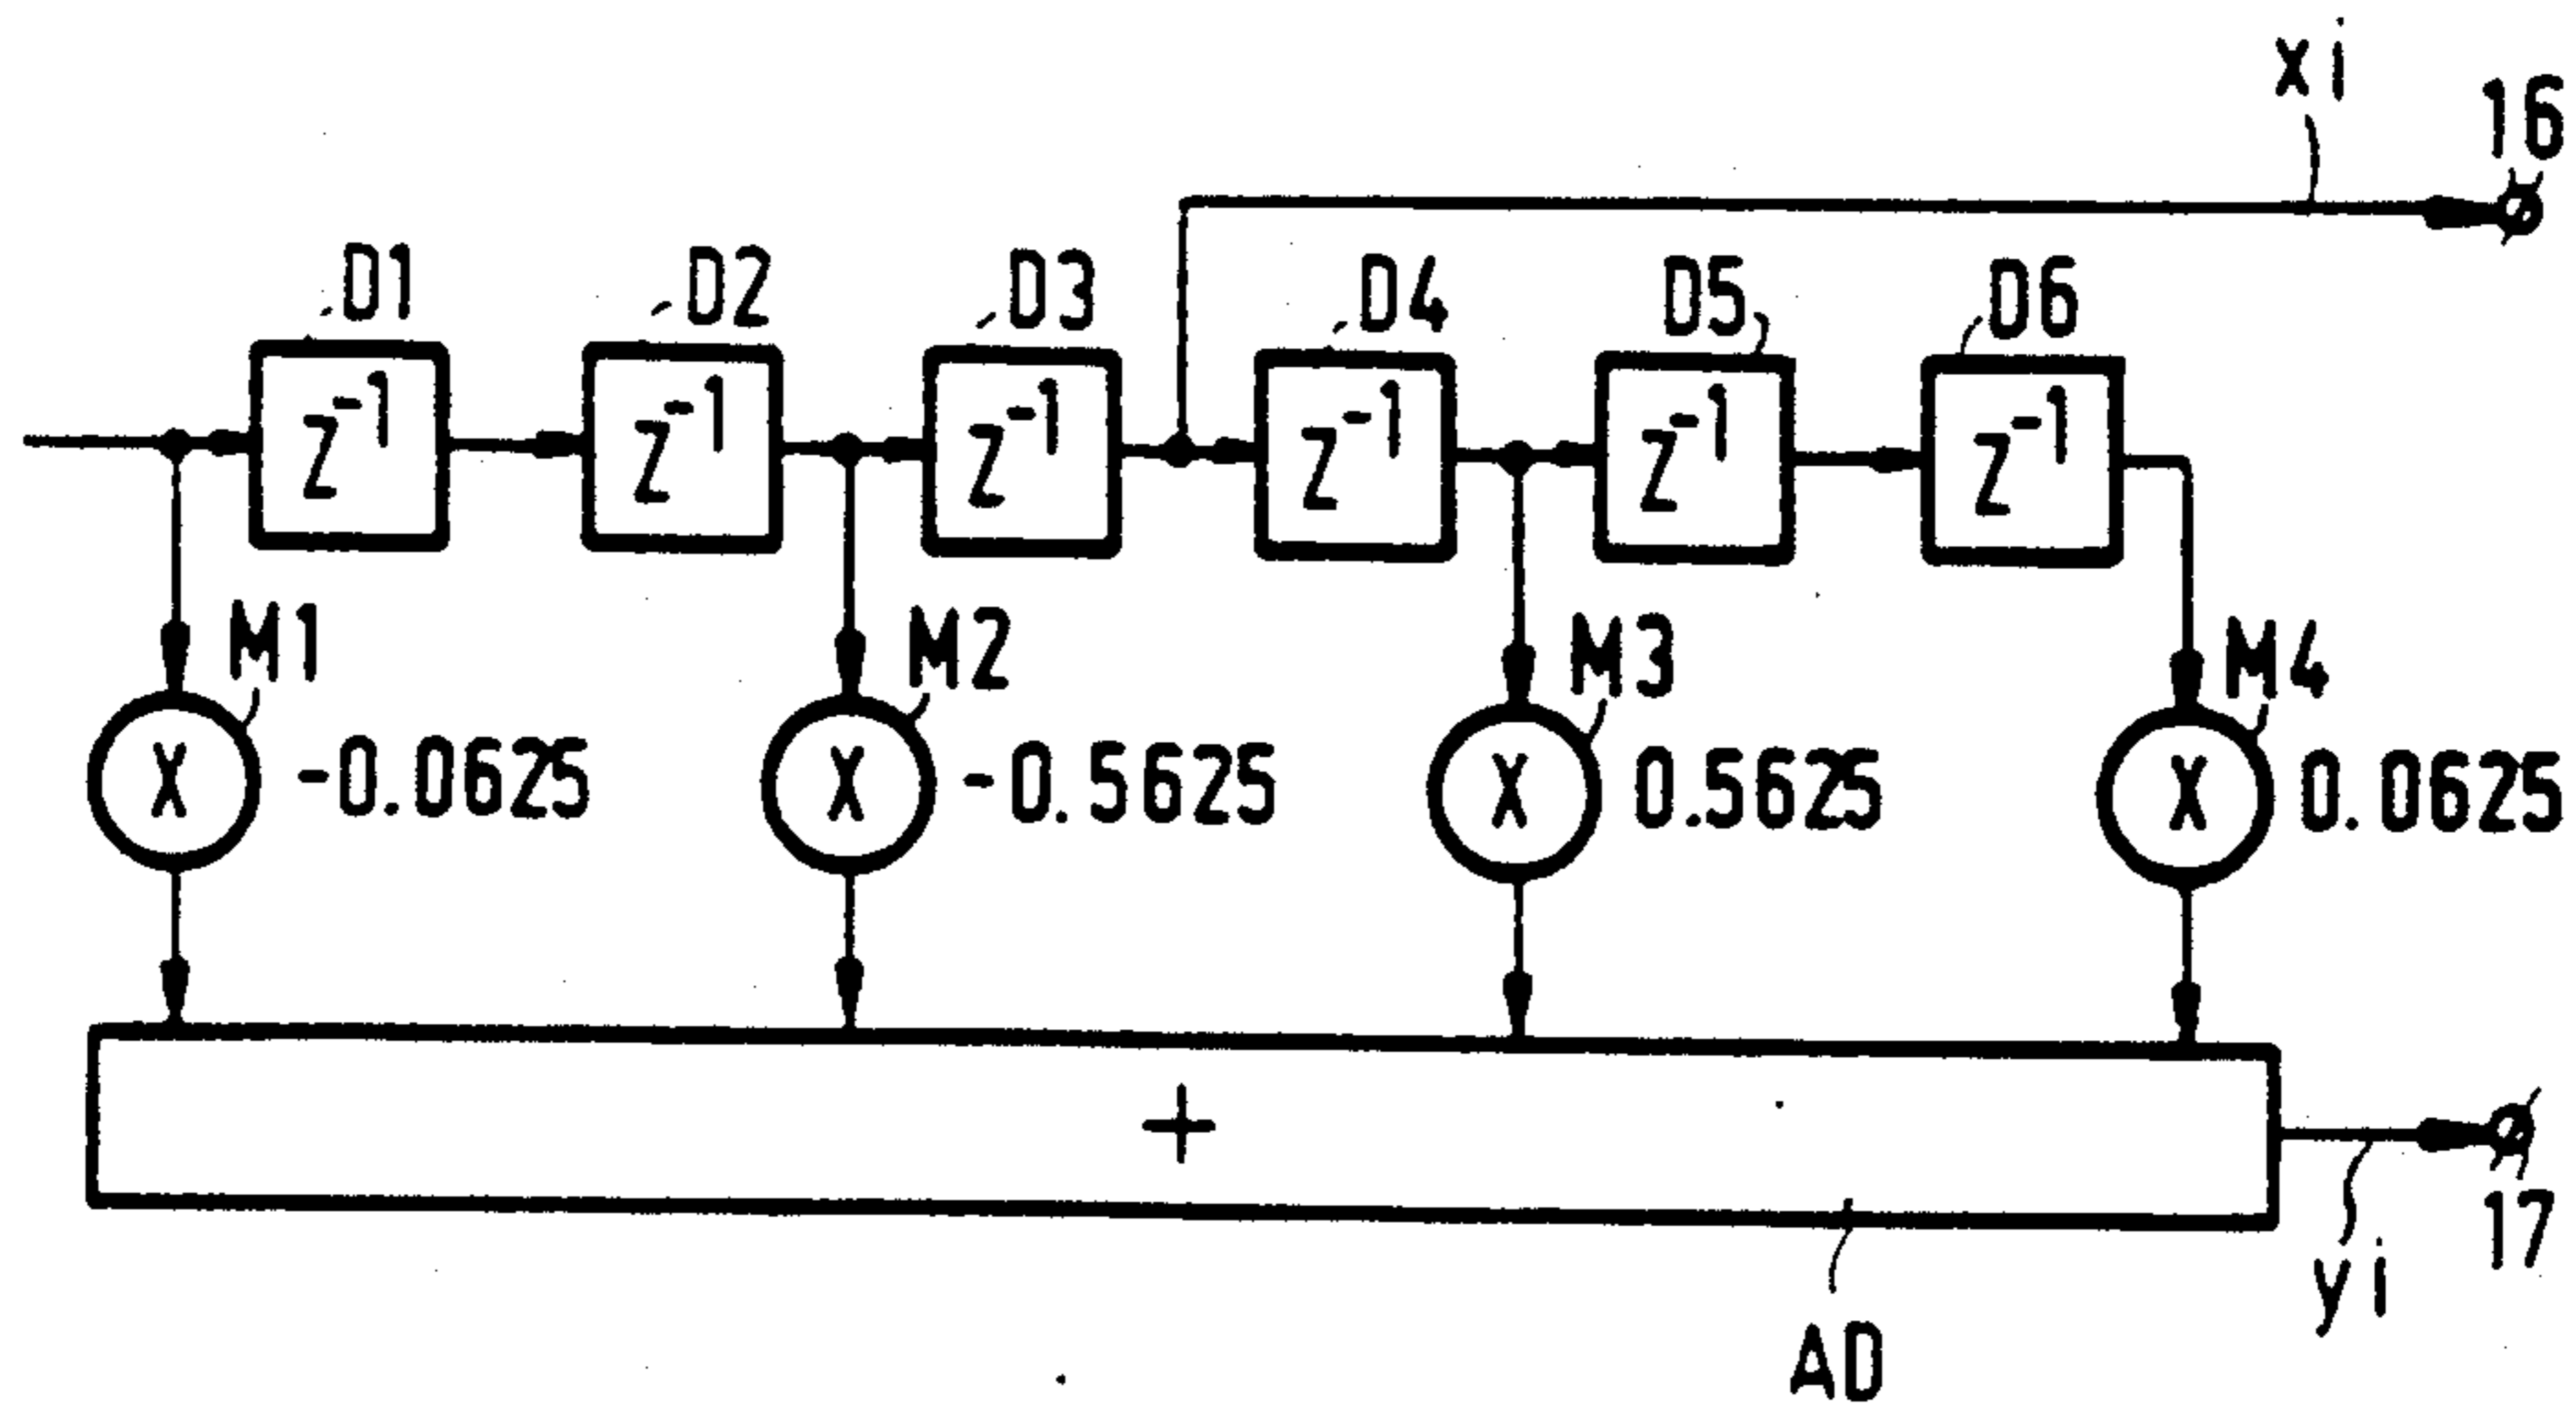 xi
16
D1 D2 D3 D4 D5 D6
z-1 z-1 z-1 z-1 z-1 z-1
M1 M2 M3 M4
X -0.0625 X -0.5625 X 0.5625 X 0.0625
+
17
yi
AD